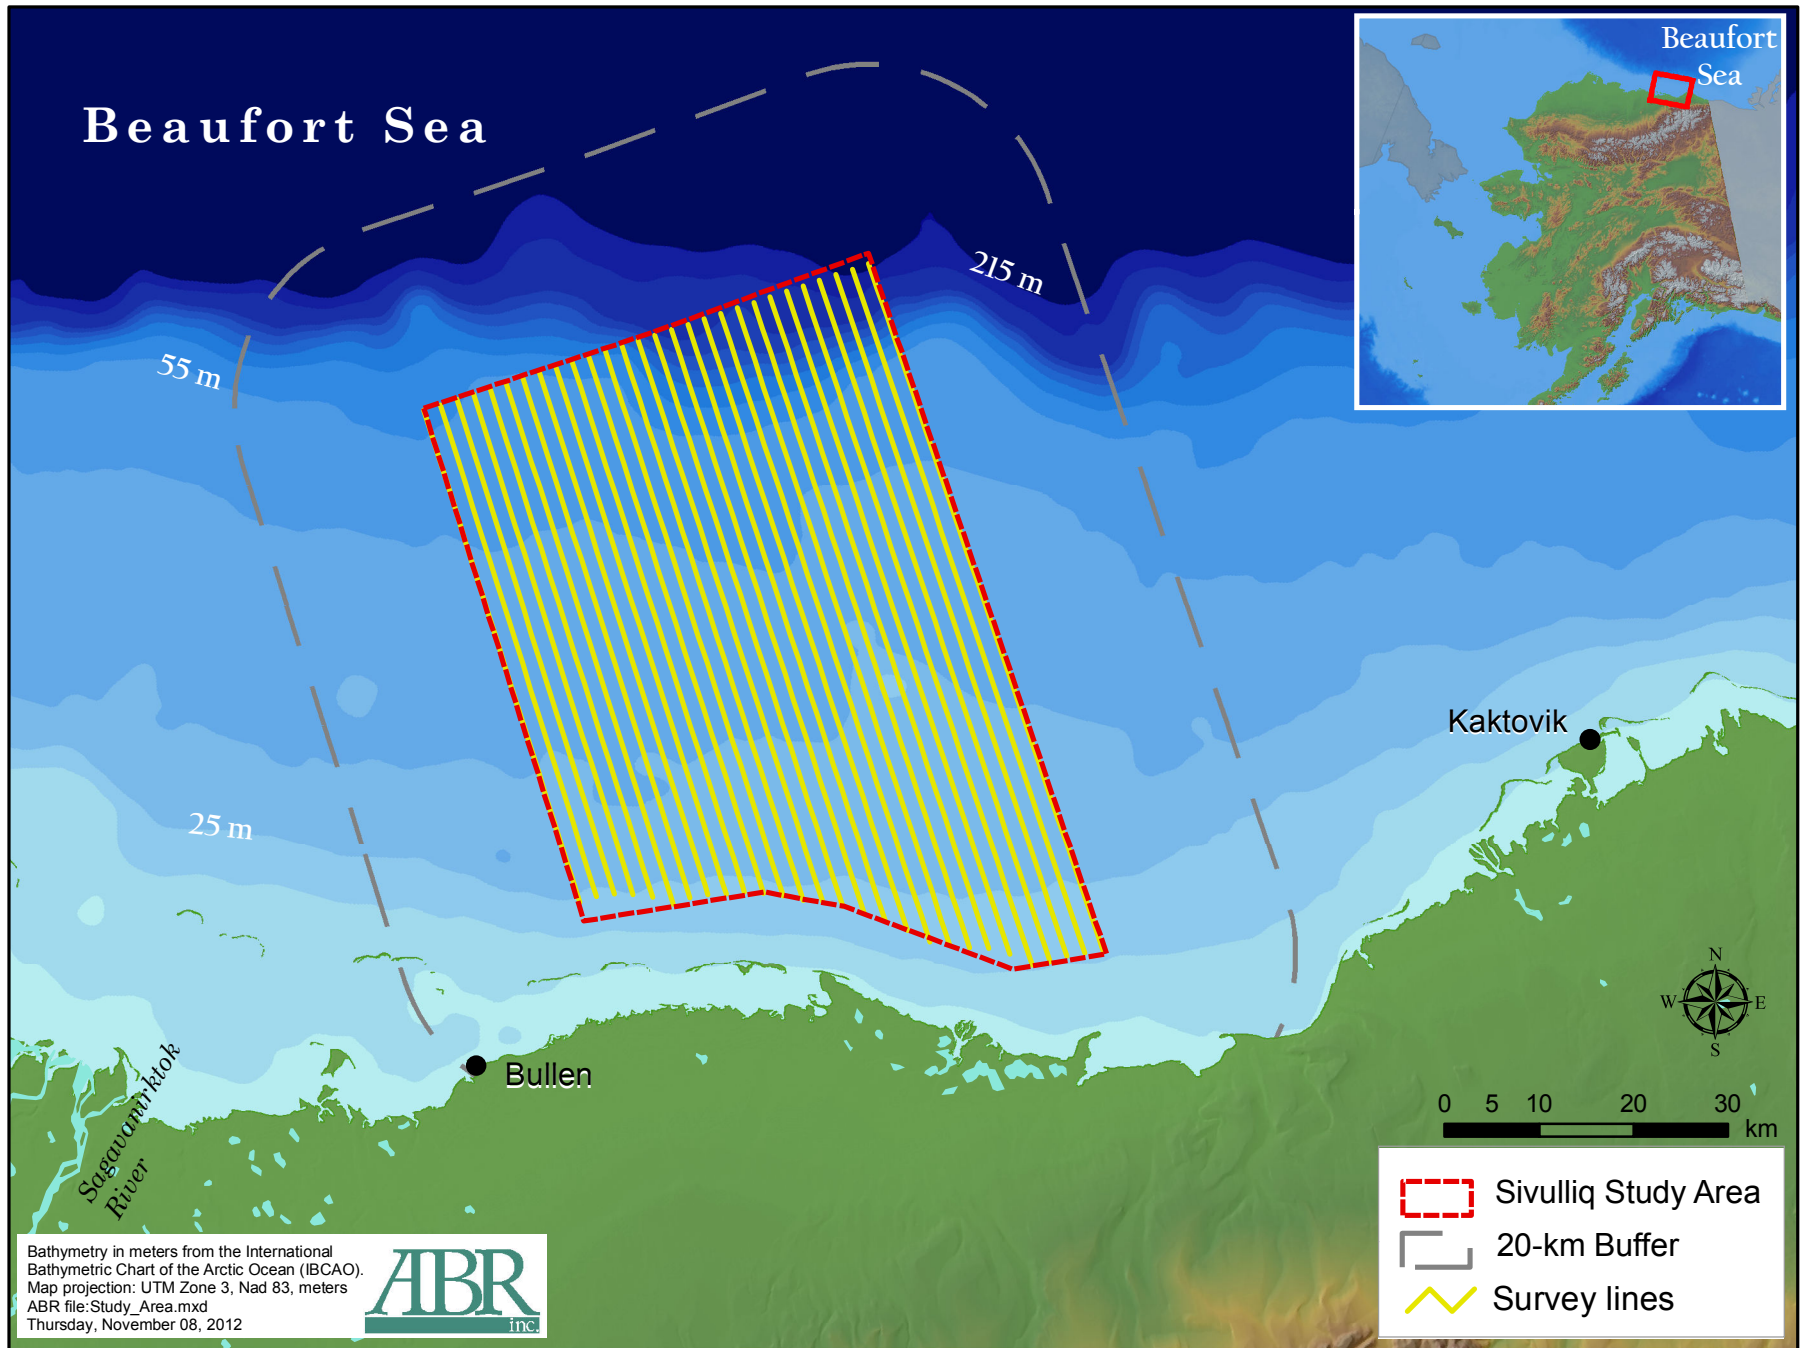 Beaufort Sea
Beaufort
Sea
215 m
55 m
25 m
Kaktovik
Bullen
Sagavanirktok
River
N
W E
S
0 5 10 20 30
km
Sivulliq Study Area
20-km Buffer
Survey lines
Bathymetry in meters from the International
Bathymetric Chart of the Arctic Ocean (IBCAO).
Map projection: UTM Zone 3, Nad 83, meters
ABR file:Study_Area.mxd
Thursday, November 08, 2012
ABR
inc.